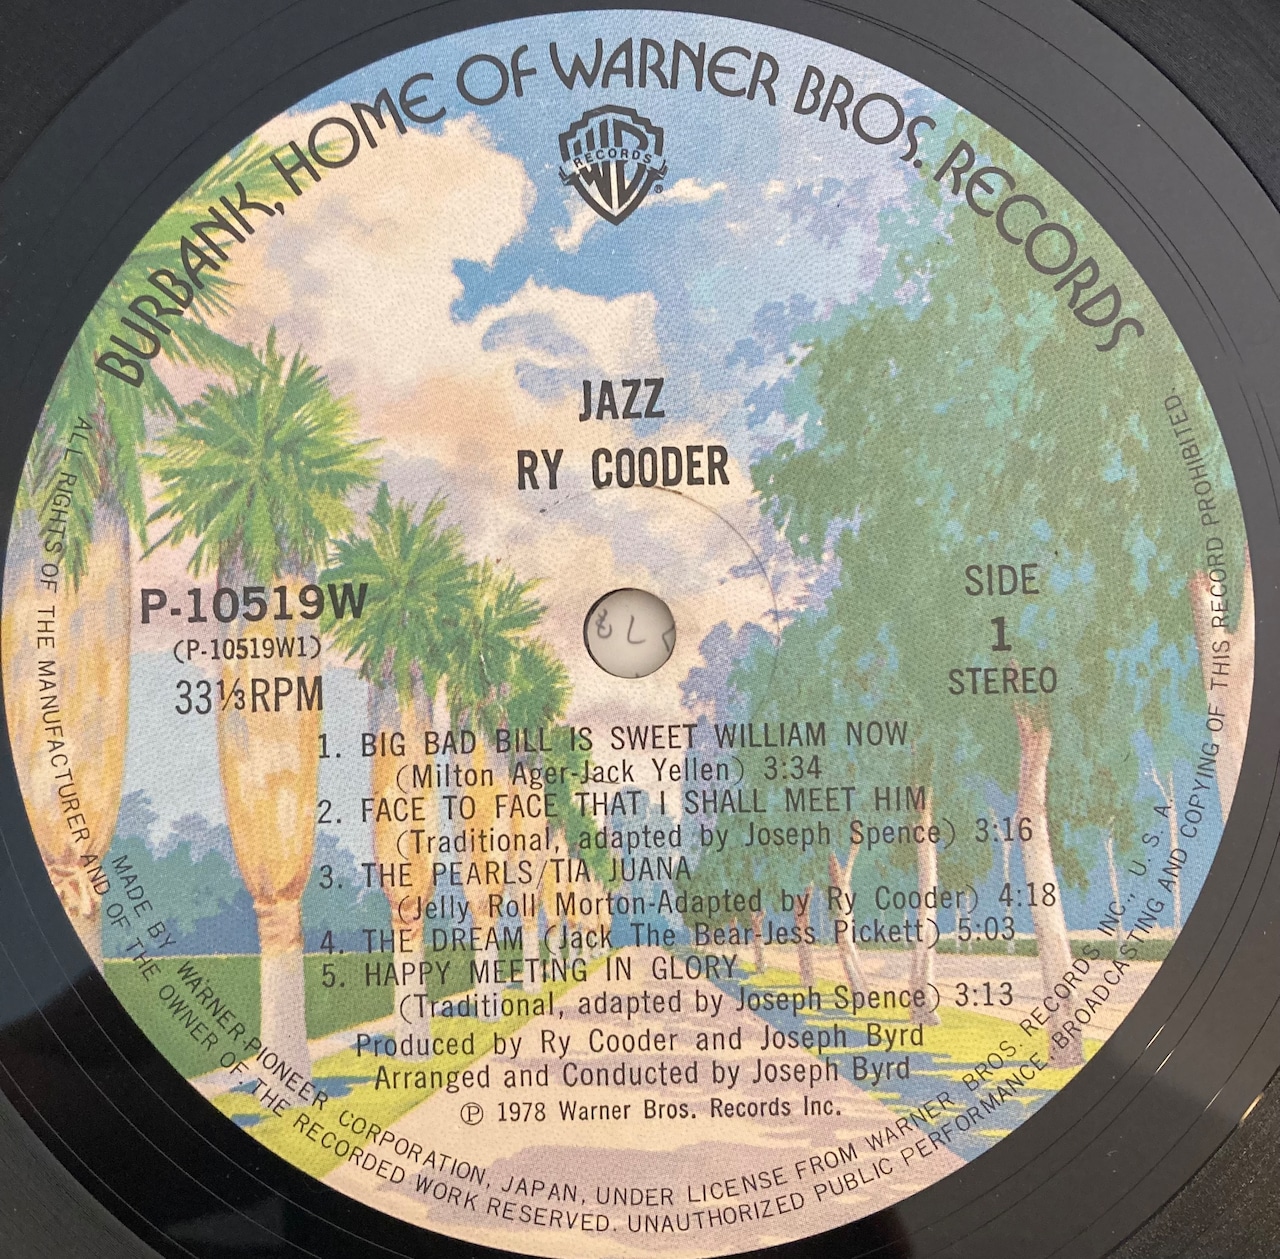 BURBANK, HOME OF WARNER BROS. RECORDS
RECORDS
®
JAZZ
RY COODER
P-10519W
(P-10519W1)
33⅓RPM
SIDE
1
STEREO
1. BIG BAD BILL IS SWEET WILLIAM NOW
(Milton Ager-Jack Yellen) 3:34
2. FACE TO FACE THAT I SHALL MEET HIM
(Traditional, adapted by Joseph Spence) 3:16
3. THE PEARLS/TIA JUANA
(Jelly Roll Morton-Adapted by Ry Cooder) 4:18
4. THE DREAM (Jack The Bear-Jess Pickett) 5:03
5. HAPPY MEETING IN GLORY
(Traditional, adapted by Joseph Spence) 3:13
Produced by Ry Cooder and Joseph Byrd
Arranged and Conducted by Joseph Byrd
℗ 1978 Warner Bros. Records Inc.
MADE BY WARNER-PIONEER CORPORATION, JAPAN, UNDER LICENSE FROM WARNER BROS. RECORDS INC., U. S. A.
ALL RIGHTS OF THE MANUFACTURER AND OF THE OWNER OF THE RECORDED WORK RESERVED. UNAUTHORIZED PUBLIC PERFORMANCE, BROADCASTING AND COPYING OF THIS RECORD PROHIBITED.